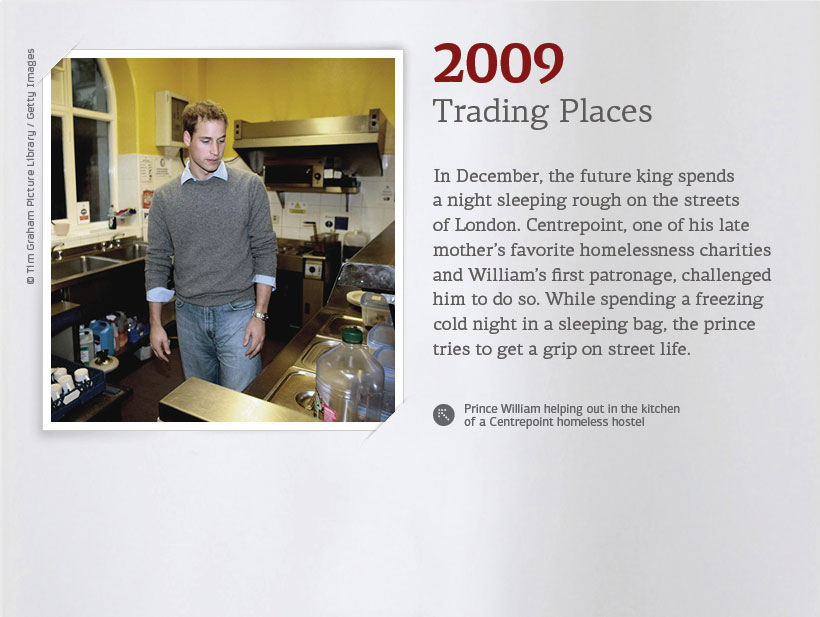 © Tim Graham Picture Library / Getty Images
2009
Trading Places
In December, the future king spends
a night sleeping rough on the streets
of London. Centrepoint, one of his late
mother's favorite homelessness charities
and William's first patronage, challenged
him to do so. While spending a freezing
cold night in a sleeping bag, the prince
tries to get a grip on street life.
Prince William helping out in the kitchen
of a Centrepoint homeless hostel